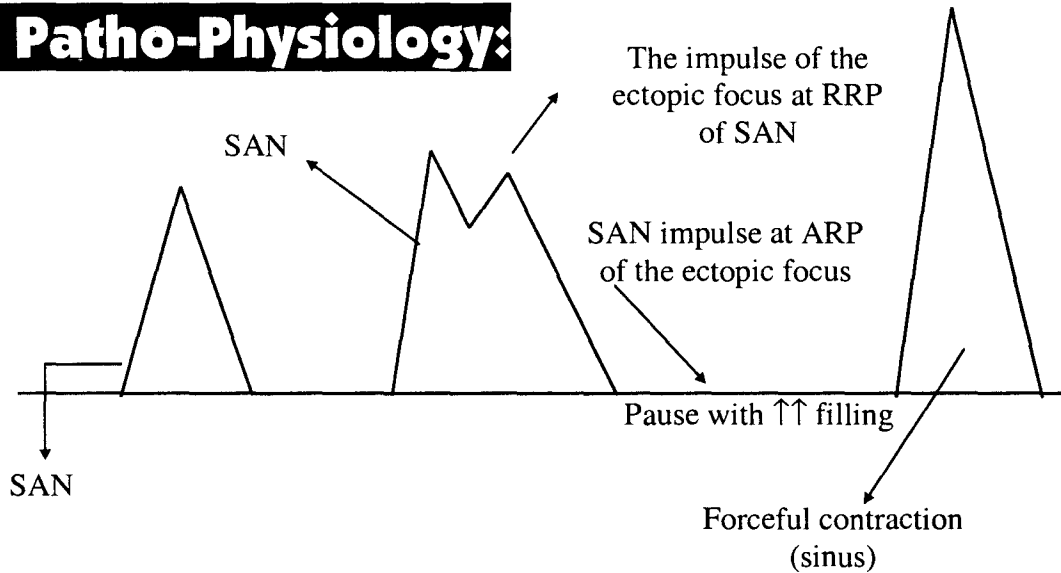 Patho-Physiology:
The impulse of the
ectopic focus at RRP
of SAN
SAN
SAN impulse at ARP
of the ectopic focus
Pause with ↑↑ filling
SAN
Forceful contraction
(sinus)